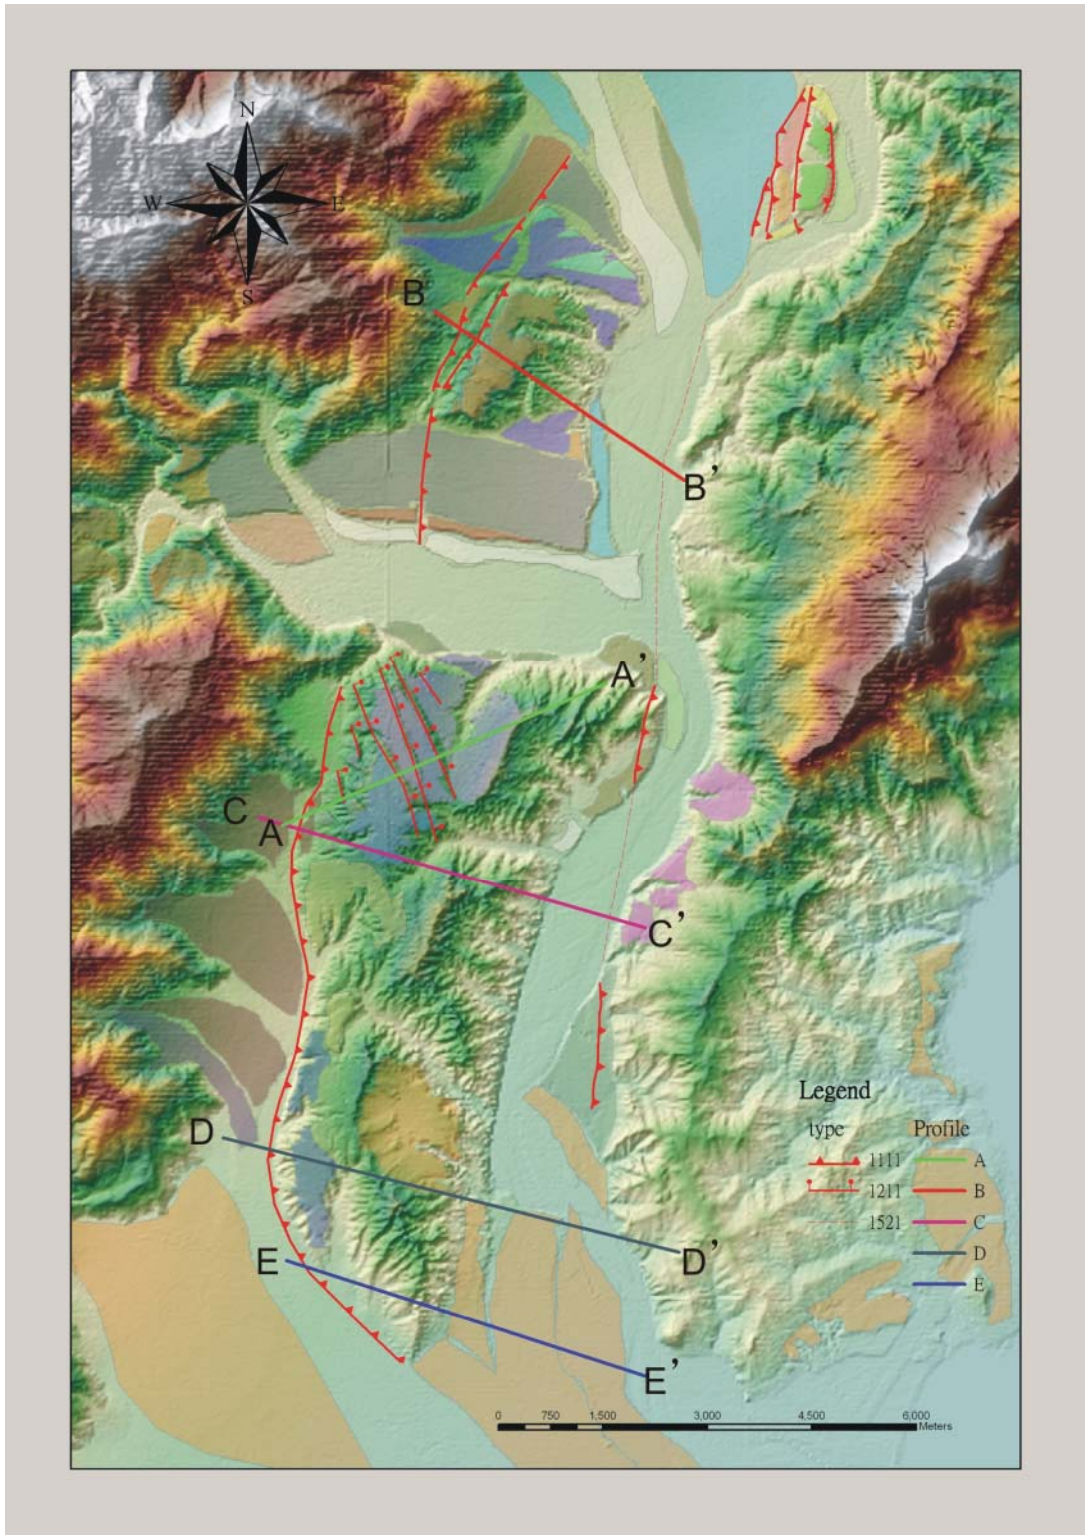 N
W E
S
B
B'
A'
C
A
C'
D
D'
E
E'
Legend
type Profile
1111 A
1211 B
1521 C
D
E
0 750 1,500 3,000 4,500 6,000
Meters